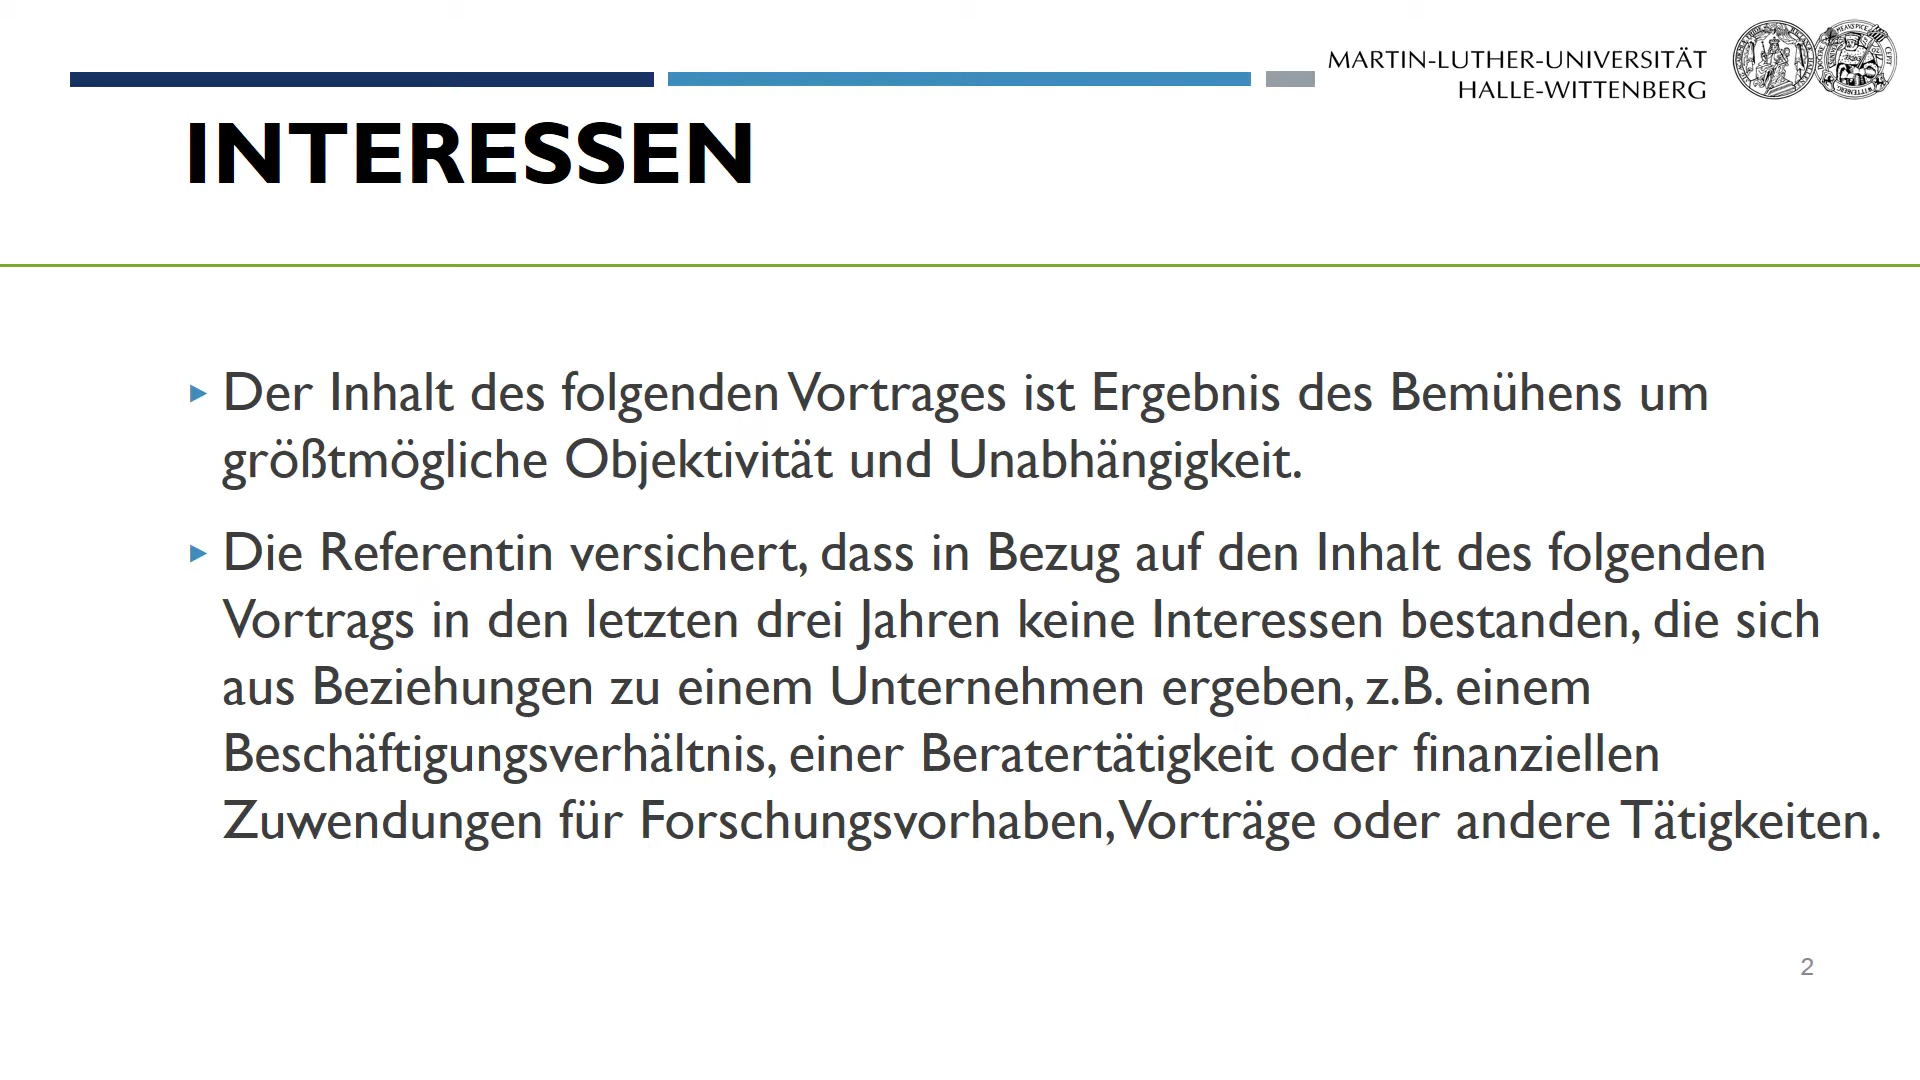 MARTIN-LUTHER-UNIVERSITÄT
HALLE-WITTENBERG
INTERESSEN
Der Inhalt des folgenden Vortrages ist Ergebnis des Bemühens um
größtmögliche Objektivität und Unabhängigkeit.
Die Referentin versichert, dass in Bezug auf den Inhalt des folgenden
Vortrags in den letzten drei Jahren keine Interessen bestanden, die sich
aus Beziehungen zu einem Unternehmen ergeben, z.B. einem
Beschäftigungsverhältnis, einer Beratertätigkeit oder finanziellen
Zuwendungen für Forschungsvorhaben, Vorträge oder andere Tätigkeiten.
2